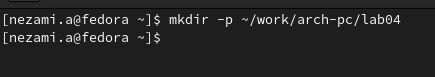 [nezami.a@fedora ~]$ mkdir -p ~/work/arch-pc/lab04
[nezami.a@fedora ~]$